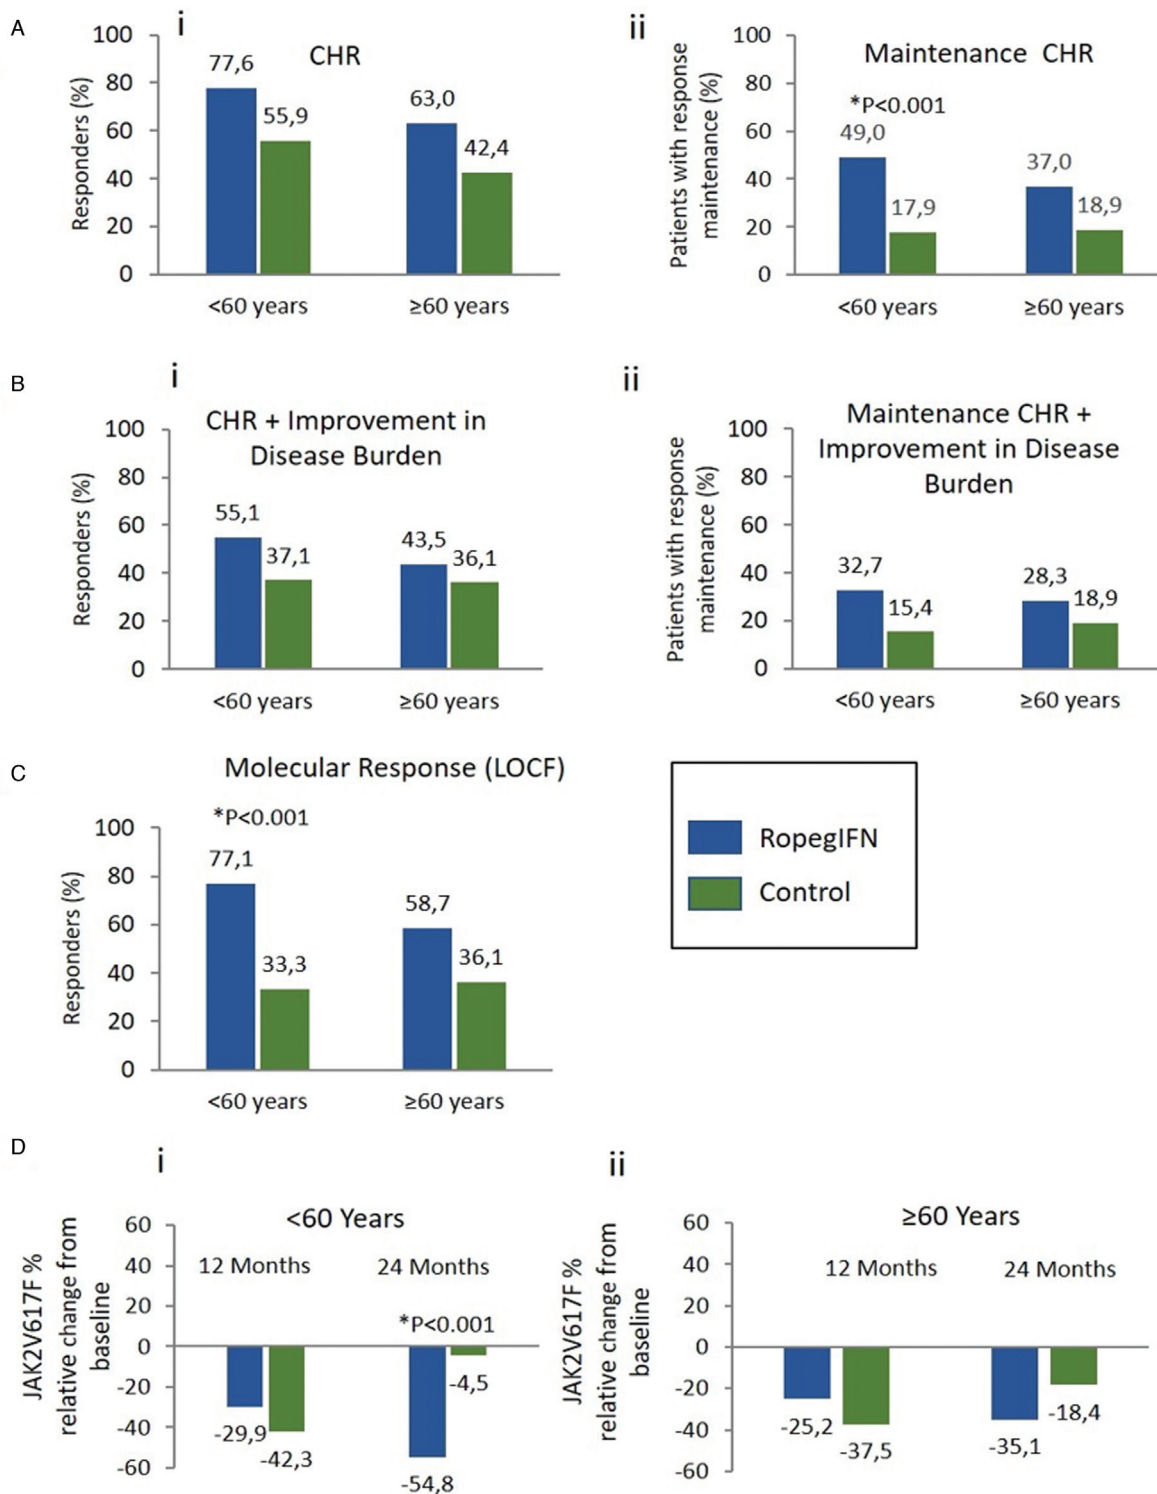 A
i
CHR
Responders (%)
100
80
60
40
20
0
77,6
55,9
63,0
42,4
<60 years
≥60 years
ii
Maintenance CHR
Patients with response
maintenance (%)
100
80
60
40
20
0
*P<0.001
49,0
17,9
37,0
18,9
<60 years
≥60 years
B
i
CHR + Improvement in
Disease Burden
Responders (%)
100
80
60
40
20
0
55,1
37,1
43,5
36,1
<60 years
≥60 years
ii
Maintenance CHR +
Improvement in Disease
Burden
Patients with response
maintenance (%)
100
80
60
40
20
0
32,7
15,4
28,3
18,9
<60 years
≥60 years
C
Molecular Response (LOCF)
*P<0.001
Responders (%)
100
80
60
40
20
0
77,1
33,3
58,7
36,1
<60 years
≥60 years
RopegIFN
Control
D
i
<60 Years
JAK2V617F %
relative change from
baseline
60
40
20
0
-20
-40
-60
12 Months
24 Months
*P<0.001
-29,9
-42,3
-4,5
-54,8
ii
≥60 Years
JAK2V617F %
relative change from
baseline
60
40
20
0
-20
-40
-60
12 Months
24 Months
-25,2
-37,5
-18,4
-35,1